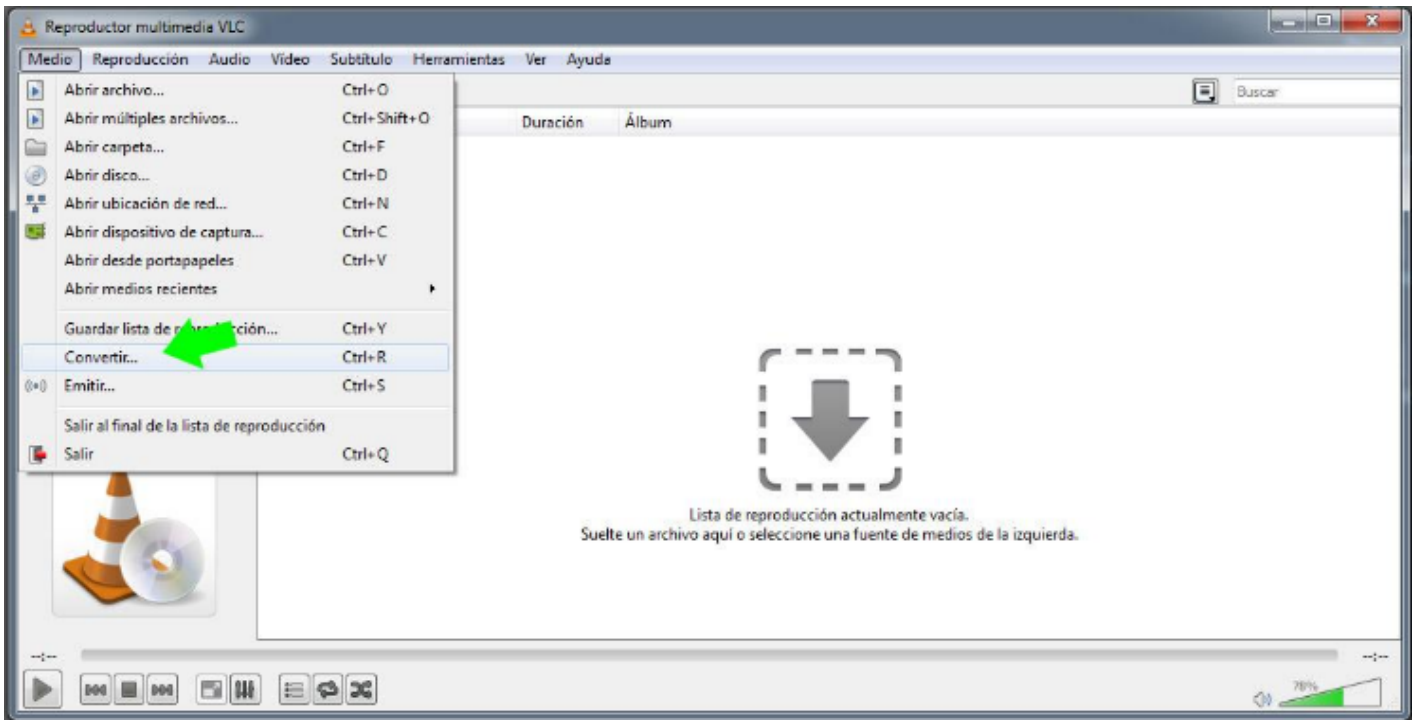 Reproductor multimedia VLC
Medio Reproducción Audio Vídeo Subtítulo Herramientas Ver Ayuda
Buscar
Duración Álbum
Abrir archivo... Ctrl+O
Abrir múltiples archivos... Ctrl+Shift+O
Abrir carpeta... Ctrl+F
Abrir disco... Ctrl+D
Abrir ubicación de red... Ctrl+N
Abrir dispositivo de captura... Ctrl+C
Abrir desde portapapeles Ctrl+V
Abrir medios recientes
Guardar lista de reproducción... Ctrl+Y
Convertir... Ctrl+R
Emitir... Ctrl+S
Salir al final de la lista de reproducción
Salir Ctrl+Q
Lista de reproducción actualmente vacía.
Suelte un archivo aquí o seleccione una fuente de medios de la izquierda.
--:-- --:--
78%